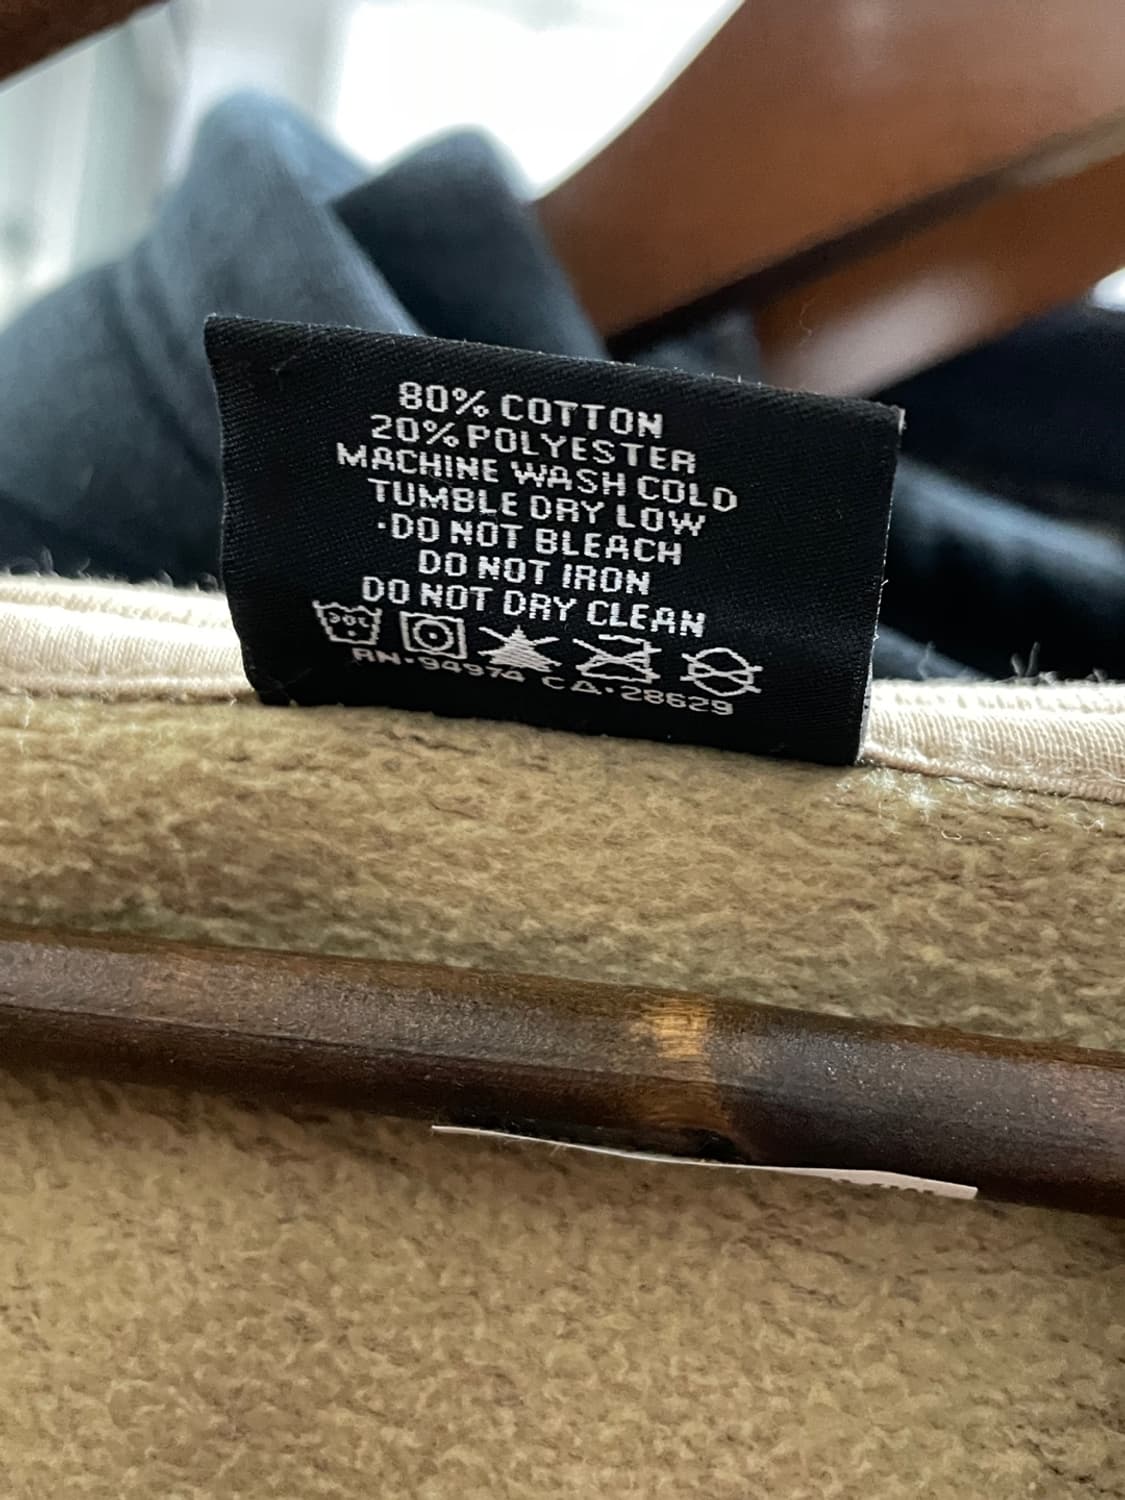 80% COTTON
20% POLYESTER
MACHINE WASH COLD
TUMBLE DRY LOW
·DO NOT BLEACH
DO NOT IRON
DO NOT DRY CLEAN
30C
RN·94974 CA·28629